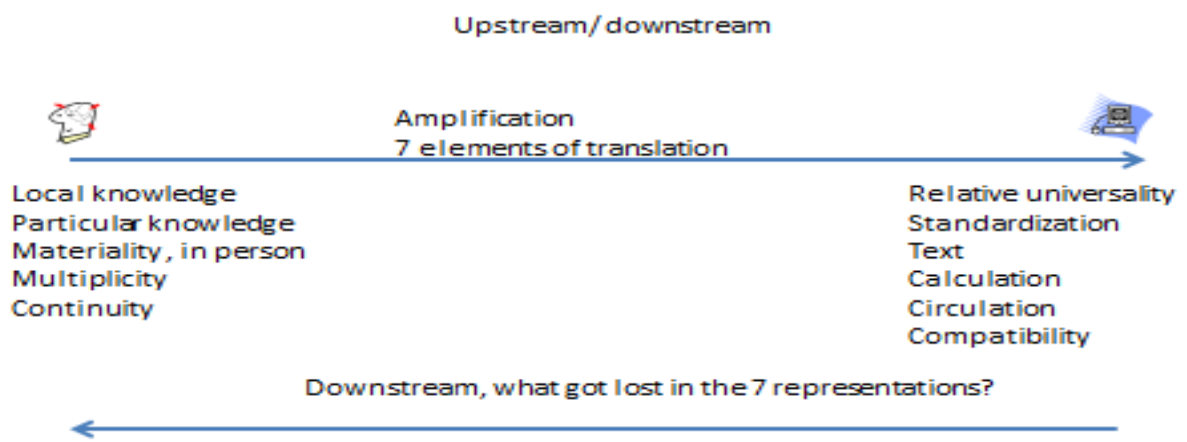 Upstream/downstream
Amplification
7 elements of translation
Local knowledge
Particular knowledge
Materiality, in person
Multiplicity
Continuity
Relative universality
Standardization
Text
Calculation
Circulation
Compatibility
Downstream, what got lost in the 7 representations?